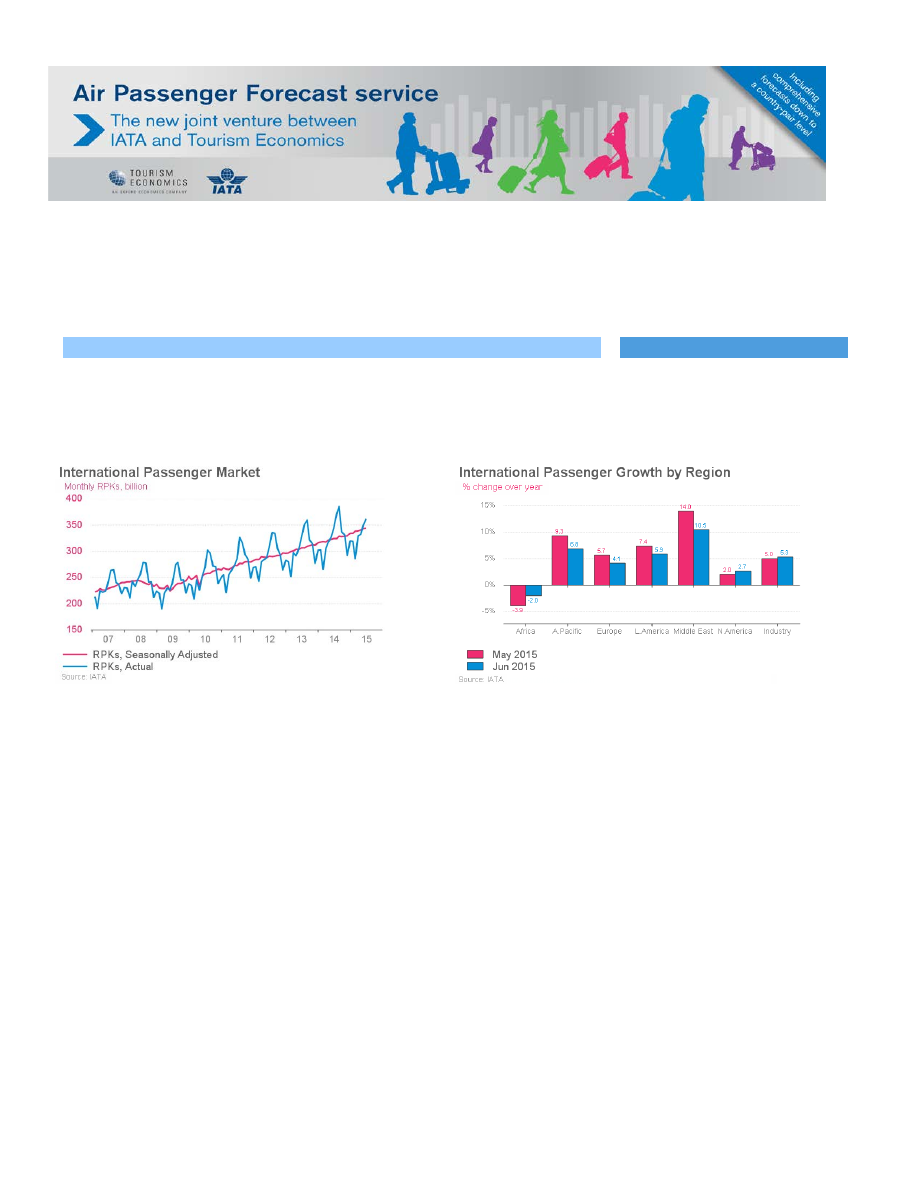 Air Passenger Forecast service
The new joint venture between
IATA and Tourism Economics
Including
comprehensive
forecasts down to
a country-pair level
TOURISM
ECONOMICS
AN OXFORD ECONOMICS COMPANY
IATA
International Passenger Market
Monthly RPKs, billion
400
350
300
250
200
150
07 08 09 10 11 12 13 14 15
RPKs, Seasonally Adjusted
RPKs, Actual
Source: IATA
International Passenger Growth by Region
% change over year
15%
10%
5%
0%
-5%
-3.9 -2.0 9.3 6.8 5.7 4.1 7.4 5.9 14.0 10.5 2.0 2.7 5.0 5.3
Africa A.Pacific Europe L.America Middle East N.America Industry
May 2015
Jun 2015
Source: IATA